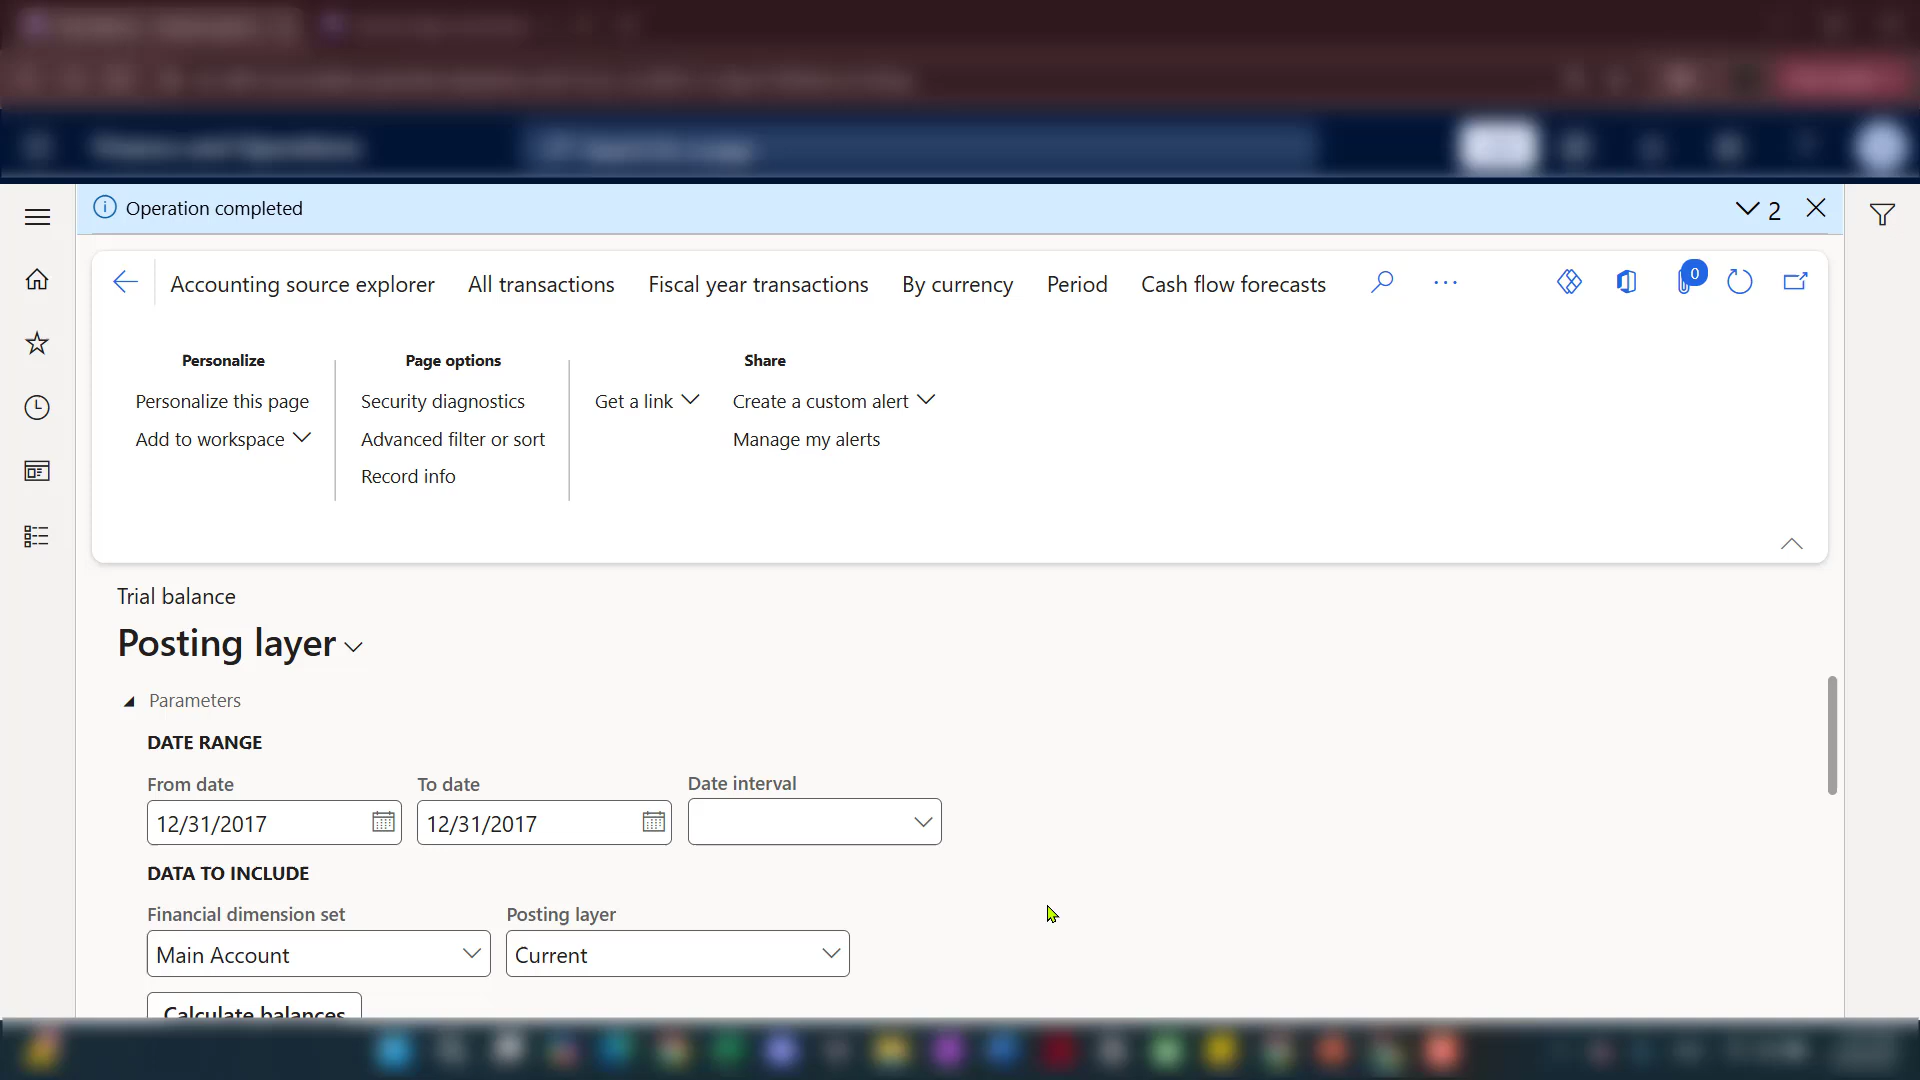 Operation completed
2
Accounting source explorer All transactions Fiscal year transactions By currency Period Cash flow forecasts ... 0
Personalize Page options Share
Personalize this page Security diagnostics Get a link Create a custom alert
Add to workspace Advanced filter or sort Manage my alerts
Record info
Trial balance
Posting layer
Parameters
DATE RANGE
From date To date Date interval
12/31/2017 12/31/2017
DATA TO INCLUDE
Financial dimension set Posting layer
Main Account Current
Calculate balances